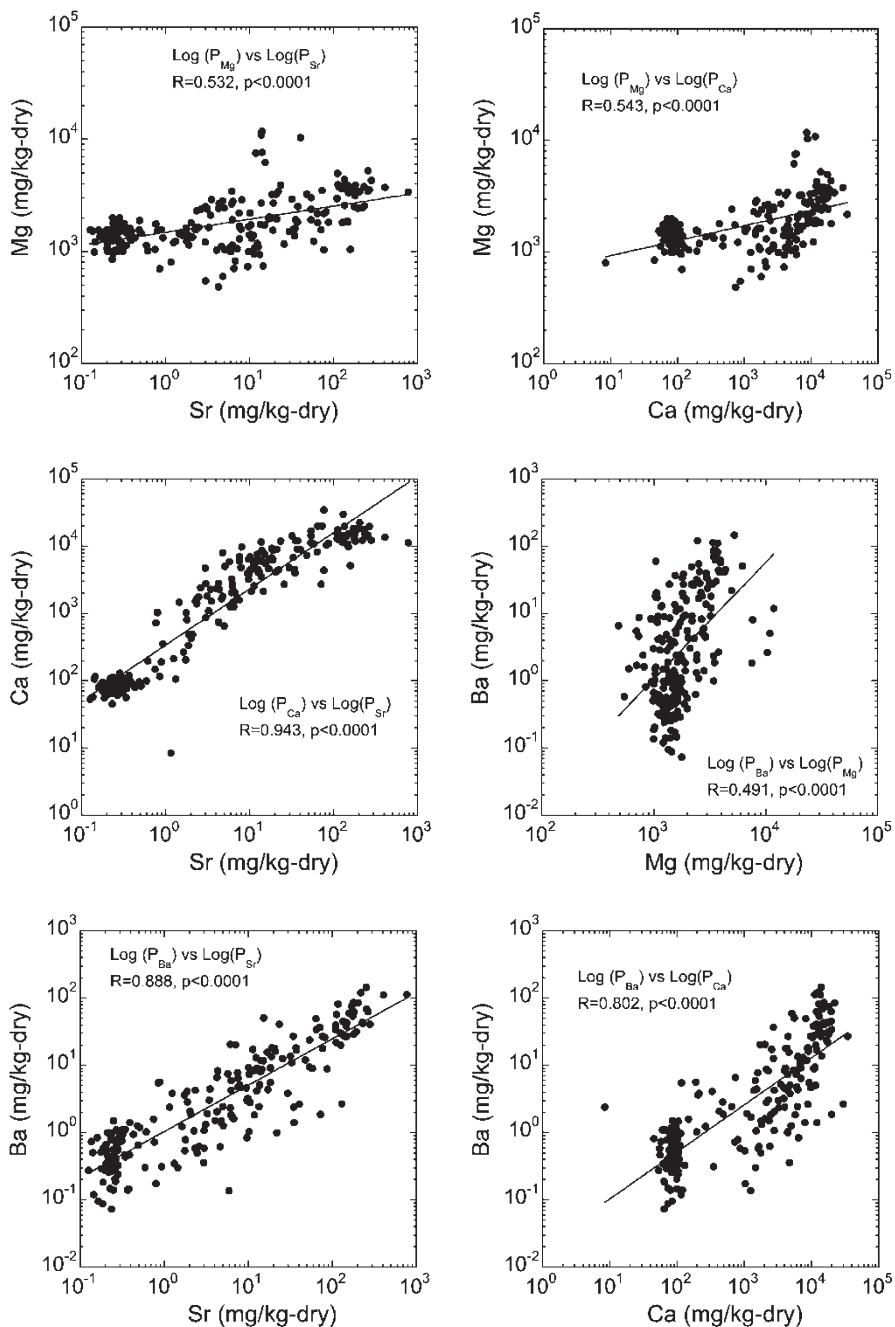 10^5
10^4
10^3
10^2
Mg (mg/kg-dry)
Log (P_Mg) vs Log(P_Sr)
R=0.532, p<0.0001
10^-1 10^0 10^1 10^2 10^3
Sr (mg/kg-dry)
10^5
10^4
10^3
10^2
Mg (mg/kg-dry)
Log (P_Mg) vs Log(P_Ca)
R=0.543, p<0.0001
10^0 10^1 10^2 10^3 10^4 10^5
Ca (mg/kg-dry)
10^5
10^4
10^3
10^2
10^1
10^0
Ca (mg/kg-dry)
Log (P_Ca) vs Log(P_Sr)
R=0.943, p<0.0001
10^-1 10^0 10^1 10^2 10^3
Sr (mg/kg-dry)
10^3
10^2
10^1
10^0
10^-1
10^-2
Ba (mg/kg-dry)
Log (P_Ba) vs Log(P_Mg)
R=0.491, p<0.0001
10^2 10^3 10^4 10^5
Mg (mg/kg-dry)
10^3
10^2
10^1
10^0
10^-1
10^-2
Ba (mg/kg-dry)
Log (P_Ba) vs Log(P_Sr)
R=0.888, p<0.0001
10^-1 10^0 10^1 10^2 10^3
Sr (mg/kg-dry)
10^3
10^2
10^1
10^0
10^-1
10^-2
Ba (mg/kg-dry)
Log (P_Ba) vs Log(P_Ca)
R=0.802, p<0.0001
10^0 10^1 10^2 10^3 10^4 10^5
Ca (mg/kg-dry)